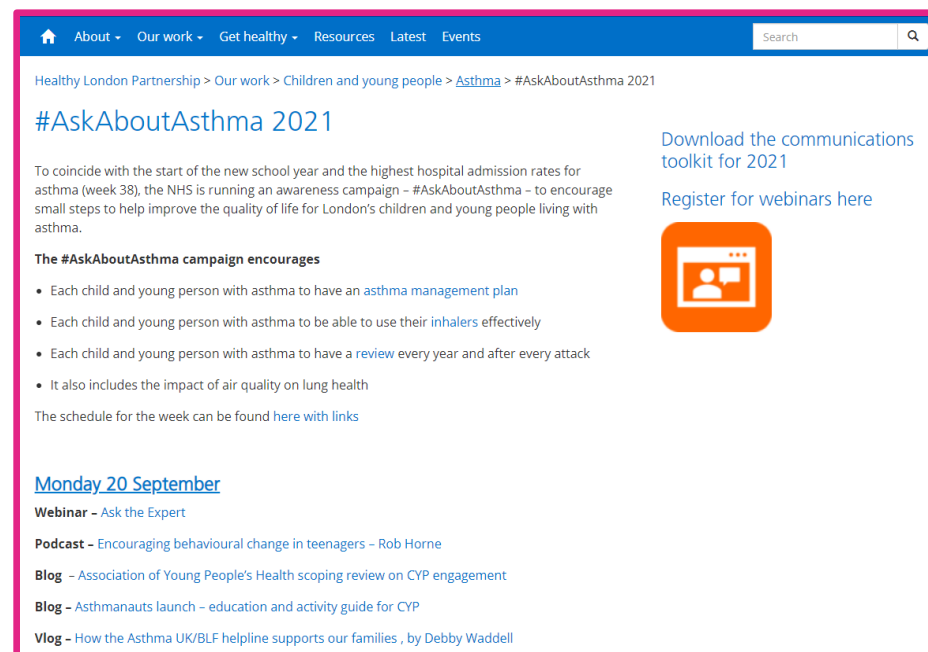 About Our work Get healthy Resources Latest Events Search
Healthy London Partnership > Our work > Children and young people > Asthma > #AskAboutAsthma 2021
#AskAboutAsthma 2021
To coincide with the start of the new school year and the highest hospital admission rates for
asthma (week 38), the NHS is running an awareness campaign – #AskAboutAsthma – to encourage
small steps to help improve the quality of life for London’s children and young people living with
asthma.
The #AskAboutAsthma campaign encourages
• Each child and young person with asthma to have an asthma management plan
• Each child and young person with asthma to be able to use their inhalers effectively
• Each child and young person with asthma to have a review every year and after every attack
• It also includes the impact of air quality on lung health
The schedule for the week can be found here with links
Monday 20 September
Webinar – Ask the Expert
Podcast – Encouraging behavioural change in teenagers – Rob Horne
Blog – Association of Young People’s Health scoping review on CYP engagement
Blog – Asthmanauts launch – education and activity guide for CYP
Vlog – How the Asthma UK/BLF helpline supports our families , by Debby Waddell
Download the communications
toolkit for 2021
Register for webinars here